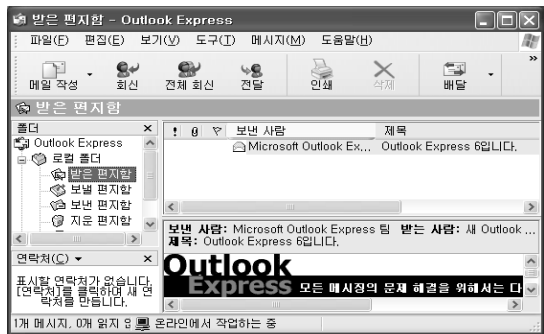 받은 편지함 - Outlook Express
파일(F) 편집(E) 보기(V) 도구(T) 메시지(M) 도움말(H)
메일 작성 회신 전체 회신 전달 인쇄 삭제 배달
받은 편지함
폴더
Outlook Express
로컬 폴더
받은 편지함
보낼 편지함
보낸 편지함
지운 편지함
연락처(C)
표시할 연락처가 없습니다.
[연락처]를 클릭하며 새 연
락처를 만듭니다.
보낸 사람 제목
Microsoft Outlook Ex... Outlook Express 6입니다.
보낸 사람: Microsoft Outlook Express 팀 받는 사람: 새 Outlook ...
제목: Outlook Express 6입니다.
Outlook
Express 모든 메시징의 문제 해결을 위해서는 다
1개 메시지, 0개 읽지 온라인에서 작업하는 중